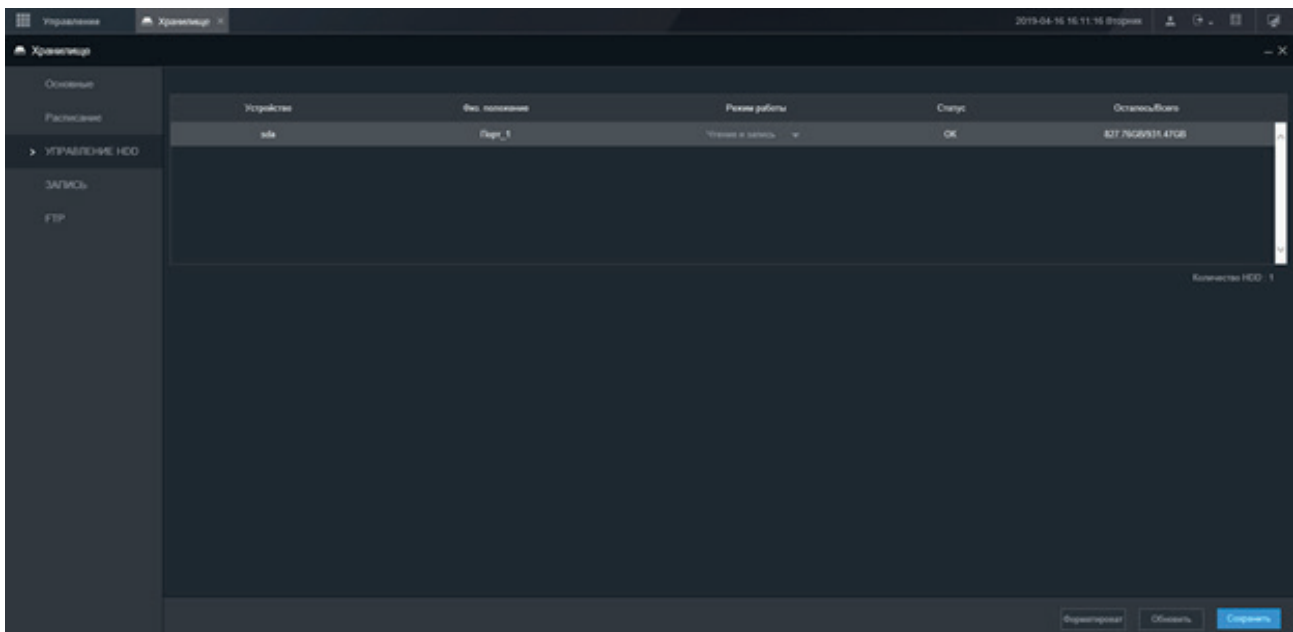 Управление Хранилище × 2019-04-16 16:11:16 Вторник
Хранилище
Основные
Расписание
УПРАВЛЕНИЕ HDD
ЗАПИСЬ
FTP
Устройство Физ. положение Режим работы Статус Осталось/Всего
sda Порт_1 Чтение и запись OK 827.76GB/931.47GB
Количество HDD : 1
Форматироват Обновить Сохранить